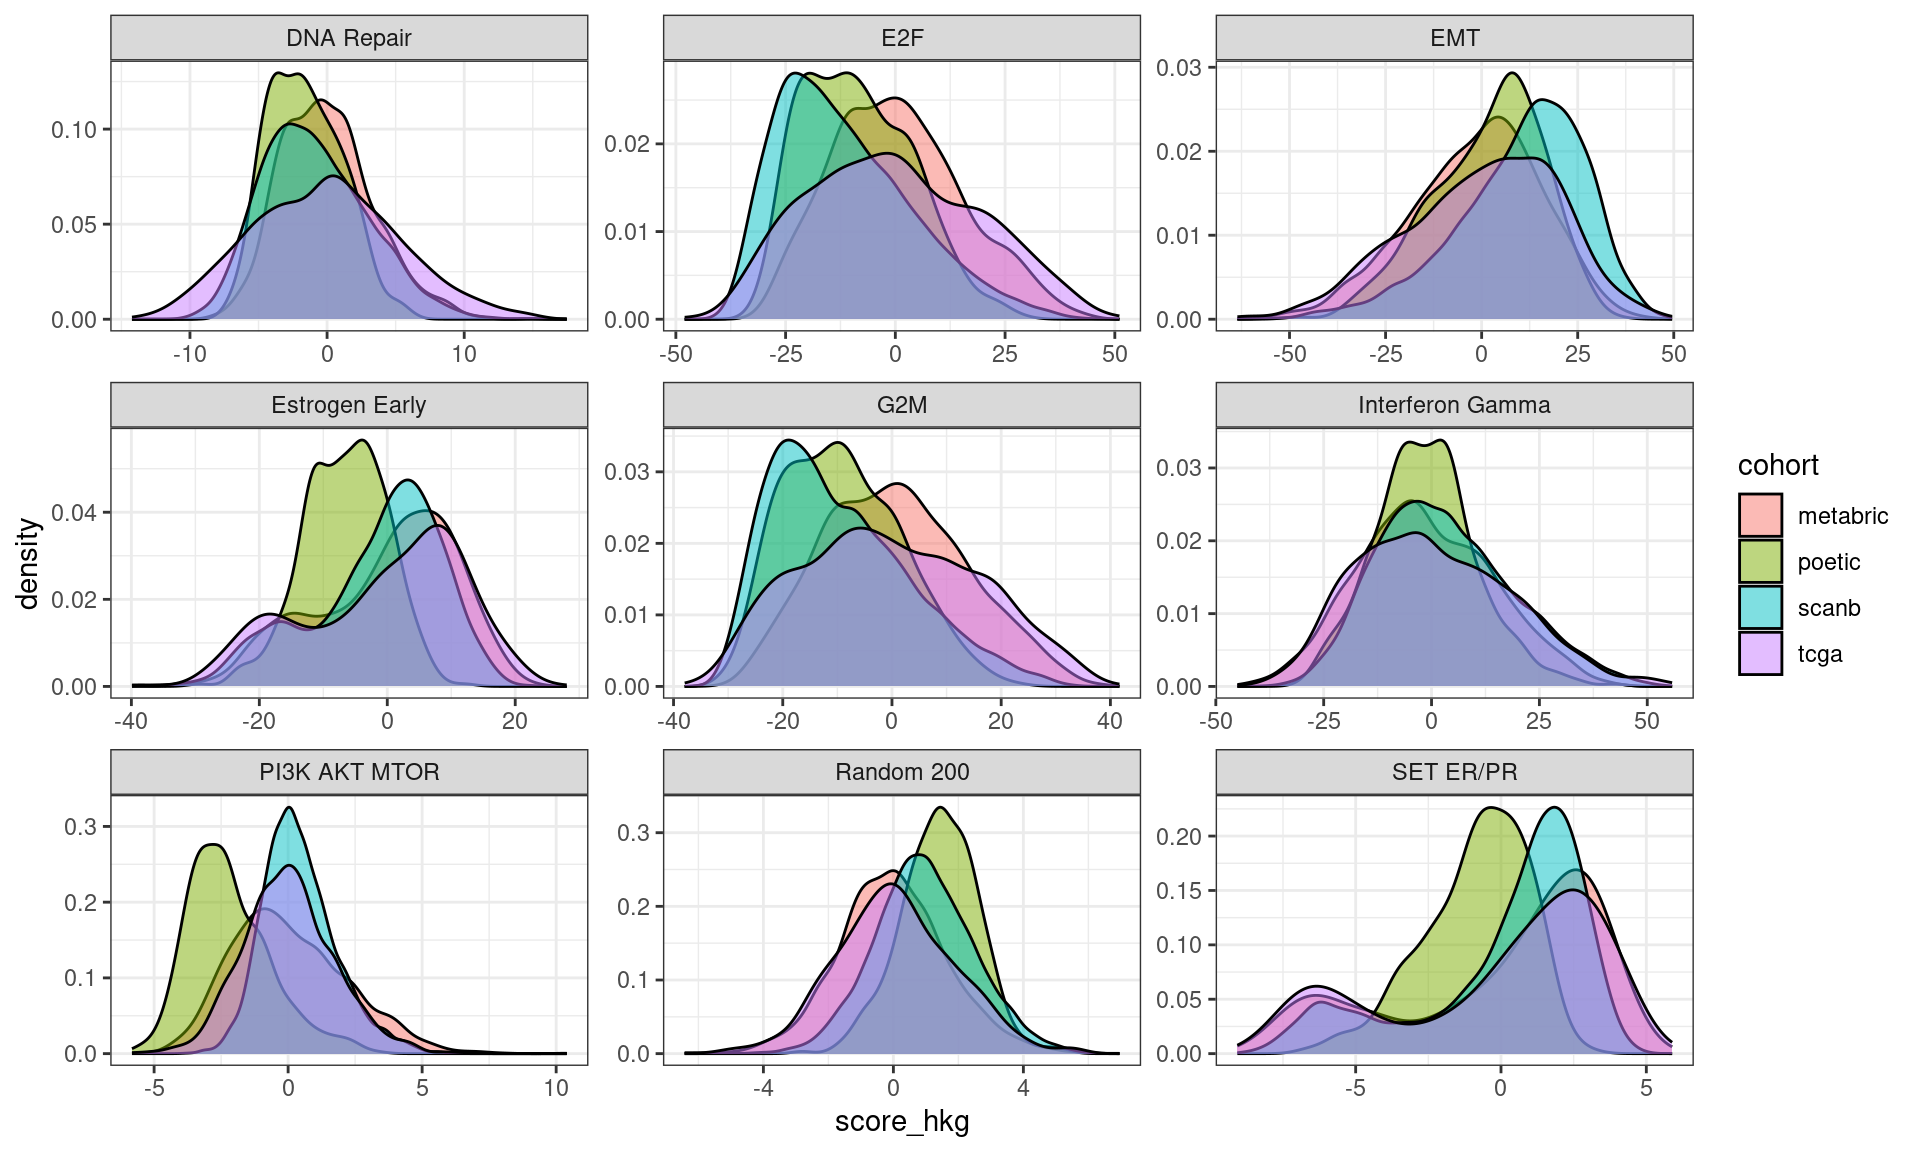 DNA Repair
E2F
EMT
0.10
0.05
0.00
-10 0 10
0.02
0.01
0.00
-50 -25 0 25 50
0.03
0.02
0.01
0.00
-50 -25 0 25 50
Estrogen Early
G2M
Interferon Gamma
0.04
0.02
0.00
-40 -20 0 20
0.03
0.02
0.01
0.00
-40 -20 0 20 40
0.03
0.02
0.01
0.00
-50 -25 0 25 50
PI3K AKT MTOR
Random 200
SET ER/PR
0.3
0.2
0.1
0.0
-5 0 5 10
0.3
0.2
0.1
0.0
-4 0 4
0.20
0.15
0.10
0.05
0.00
-5 0 5
density
score_hkg
cohort
metabric
poetic
scanb
tcga